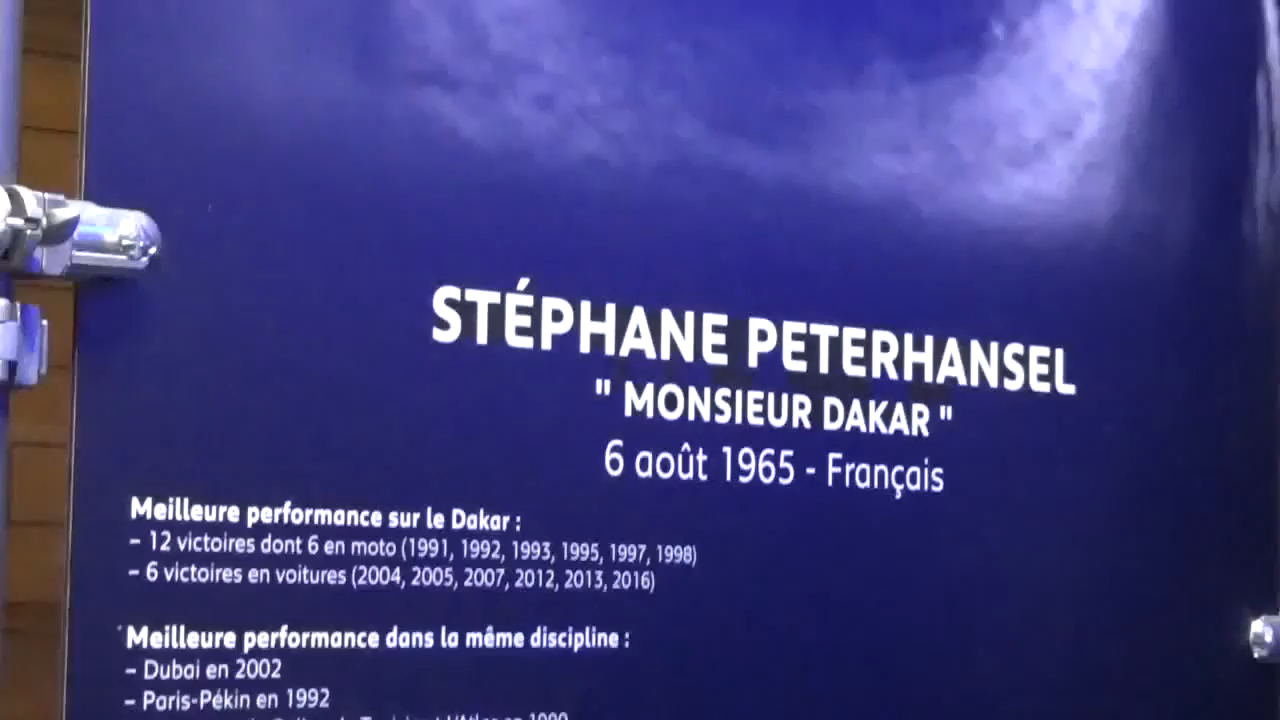 STÉPHANE PETERHANSEL
" MONSIEUR DAKAR "
6 août 1965 - Français
Meilleure performance sur le Dakar :
– 12 victoires dont 6 en moto (1991, 1992, 1993, 1995, 1997, 1998)
– 6 victoires en voitures (2004, 2005, 2007, 2012, 2013, 2016)
Meilleure performance dans la même discipline :
– Dubai en 2002
– Paris-Pékin en 1992